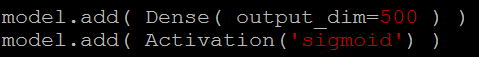 model.add( Dense( output_dim=500 ) )
model.add( Activation('sigmoid') )